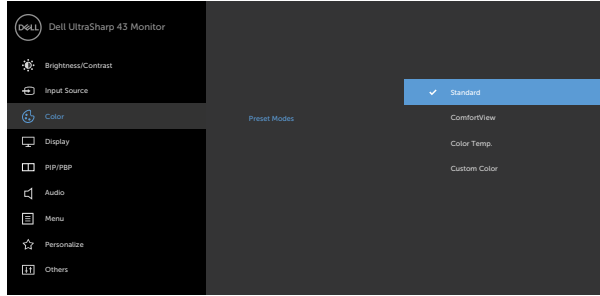 DELL
Dell UltraSharp 43 Monitor
Brightness/Contrast
Input Source
Color
Display
PIP/PBP
Audio
Menu
Personalize
Others
Preset Modes
Standard
ComfortView
Color Temp.
Custom Color